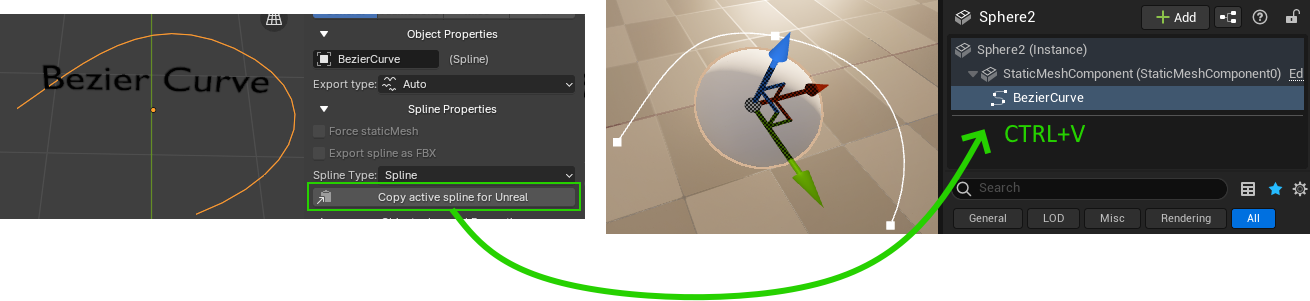 Bezier Curve
Object Properties
BezierCurve (Spline)
Export type: Auto
Spline Properties
Force staticMesh
Export spline as FBX
Spline Type: Spline
Copy active spline for Unreal
Sphere2
Add
Sphere2 (Instance)
StaticMeshComponent (StaticMeshComponent0) Ed
BezierCurve
CTRL+V
Search
General LOD Misc Rendering All